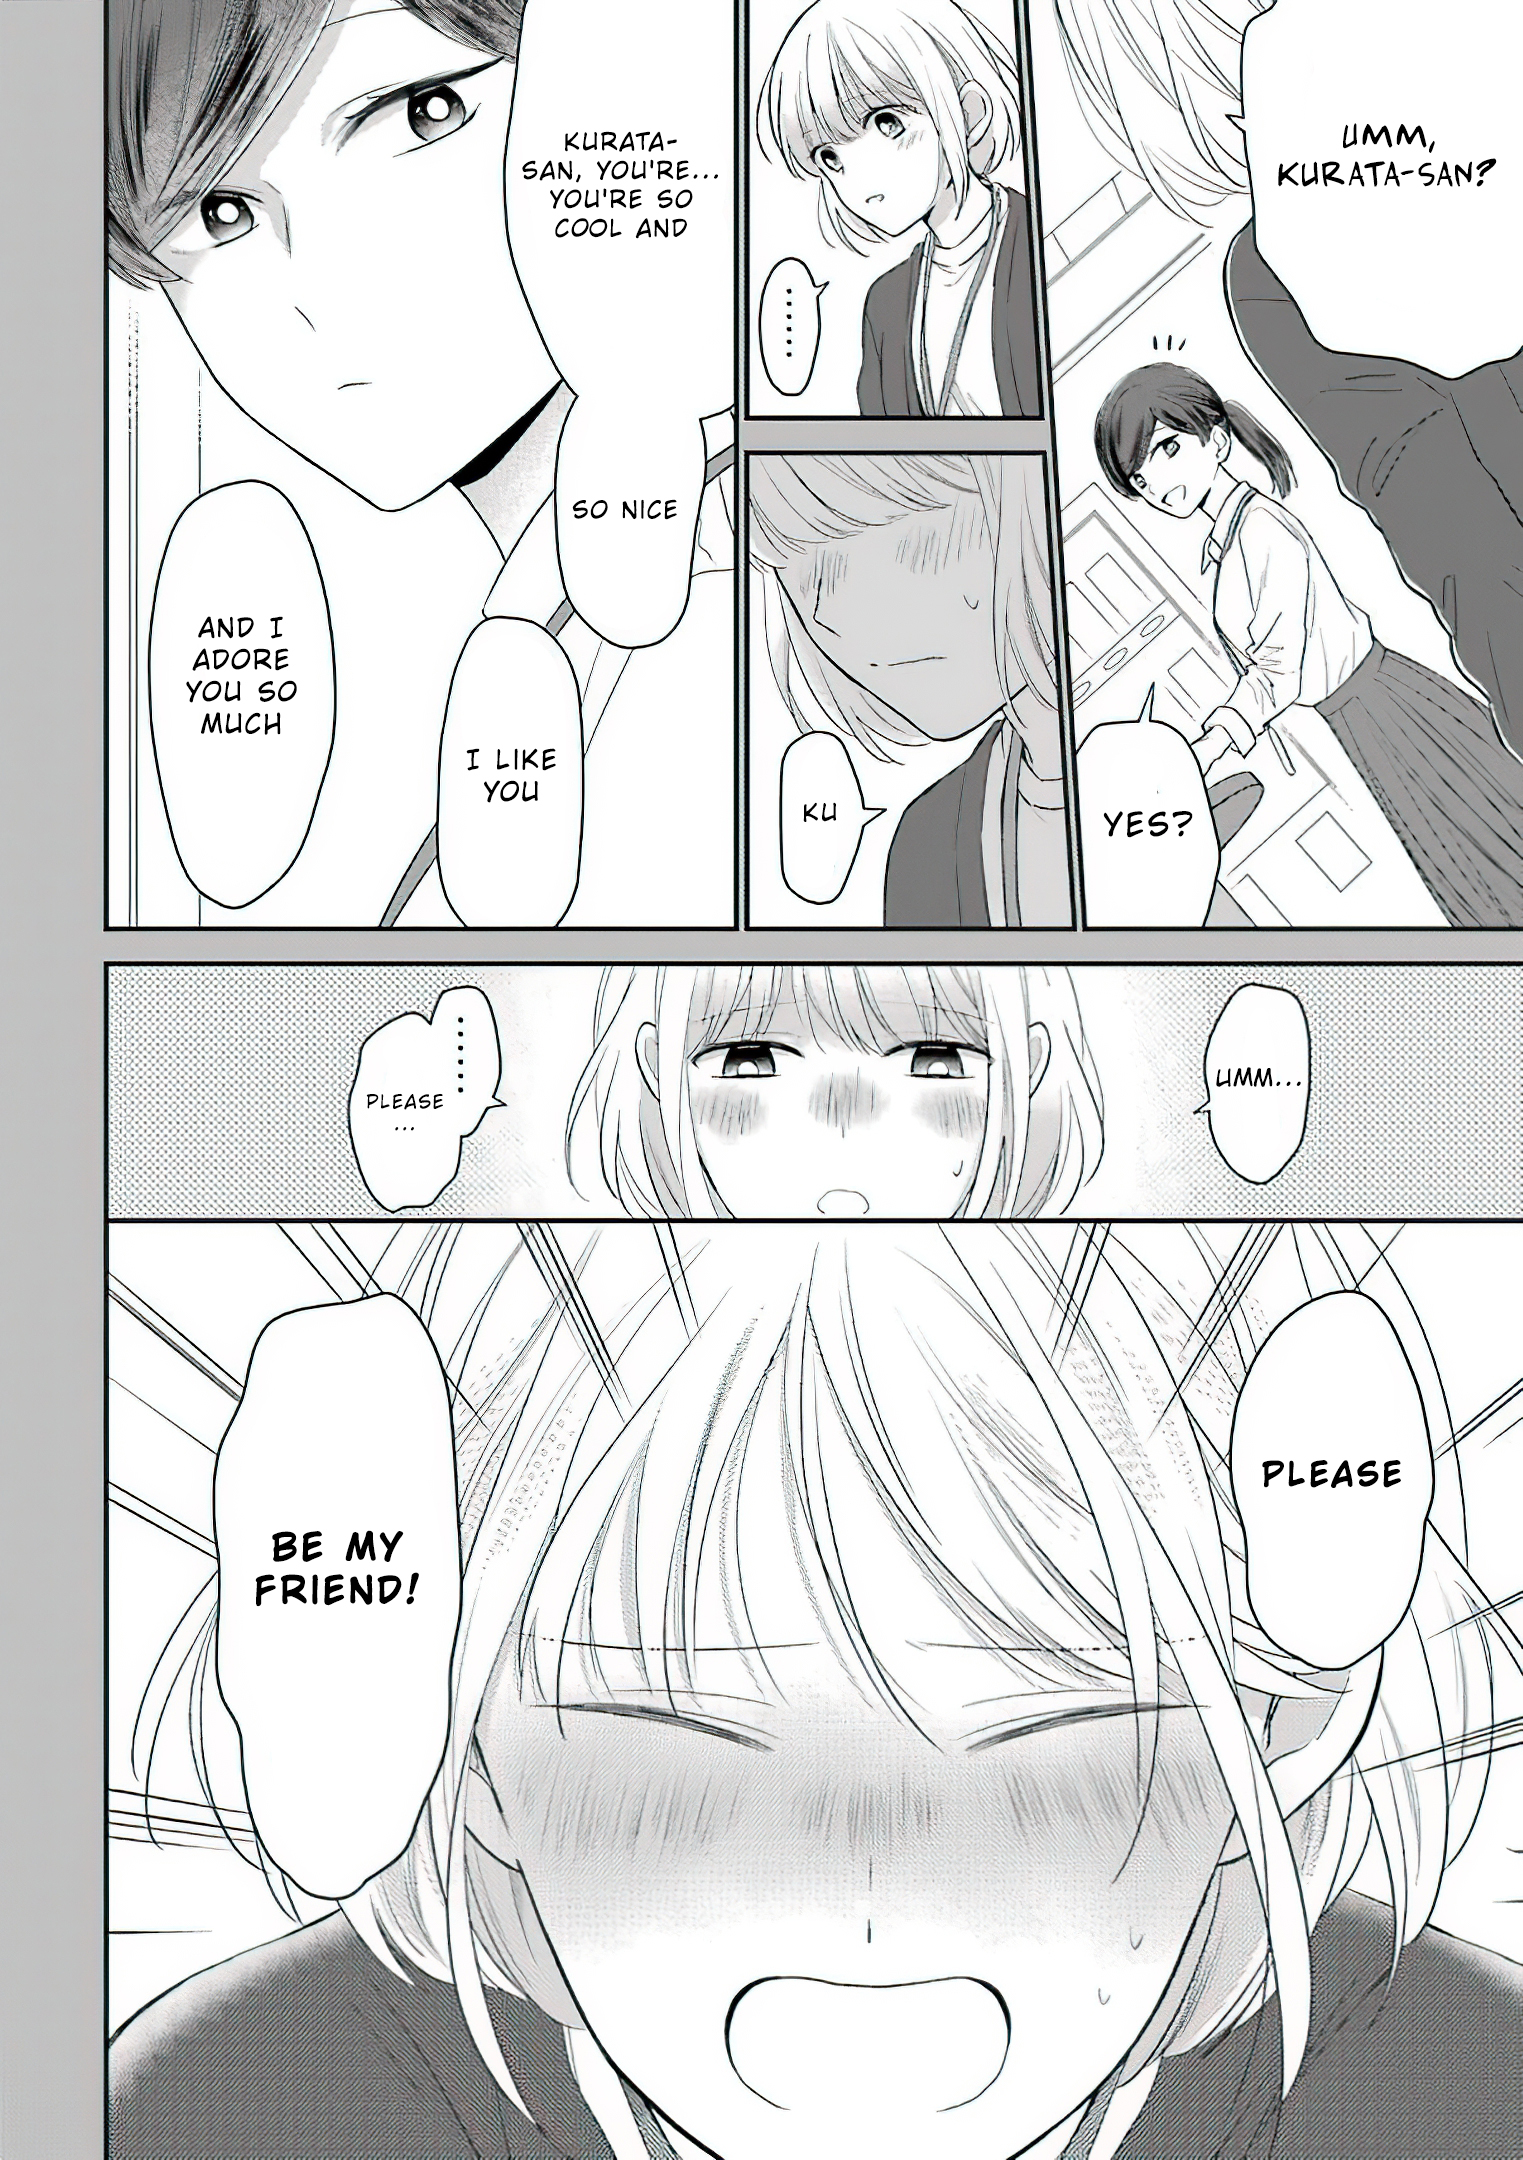 UMM,
KURATA-SAN?
YES?
......
KU
KURATA-
SAN, YOU'RE...
YOU'RE SO
COOL AND
SO NICE
I LIKE
YOU
AND I
ADORE
YOU SO
MUCH
UMM...
......
PLEASE
...
PLEASE
BE MY
FRIEND!